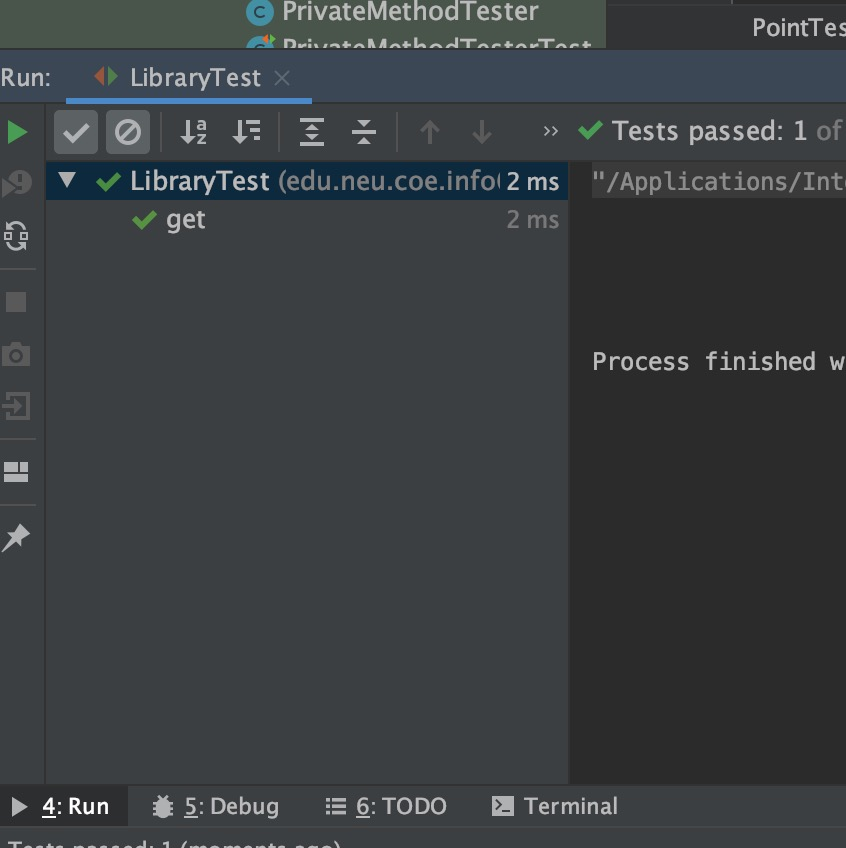 PrivateMethodTester
PrivateMethodTesterTest
PointTes
Run: LibraryTest
Tests passed: 1 of
LibraryTest (edu.neu.coe.info 2 ms
get 2 ms
"/Applications/Int
Process finished w
4: Run 5: Debug 6: TODO Terminal
Tests passed: 1 (moments ago)